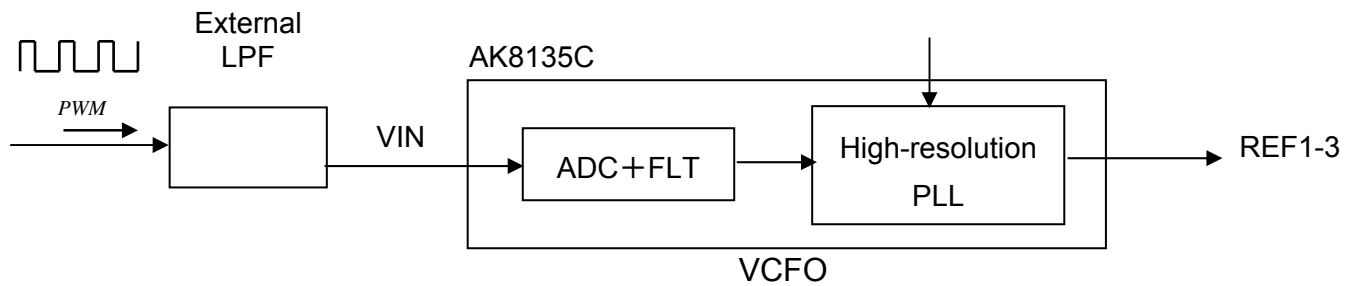 External
LPF
PWM
VIN
AK8135C
ADC＋FLT
High-resolution
PLL
REF1-3
VCFO